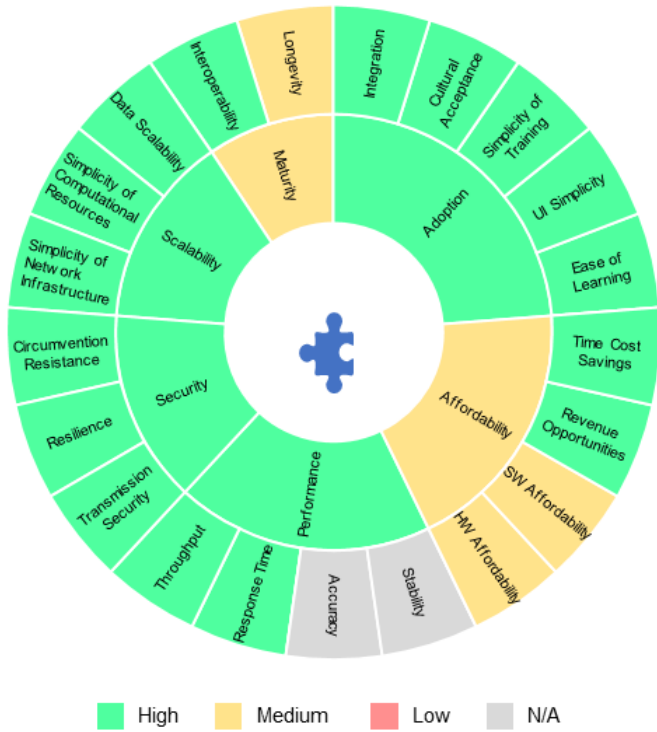 Integration
Cultural
Acceptance
Simplicity of
Training
UI Simplicity
Ease of
Learning
Time Cost
Savings
Revenue
Opportunities
SW Affordability
HW Affordability
Stability
Accuracy
Response Time
Throughput
Transmission
Security
Resilience
Circumvention
Resistance
Simplicity of
Network
Infrastructure
Simplicity of
Computational
Resources
Data Scalability
Interoperability
Longevity
Adoption
Affordability
Performance
Security
Scalability
Maturity
High
Medium
Low
N/A